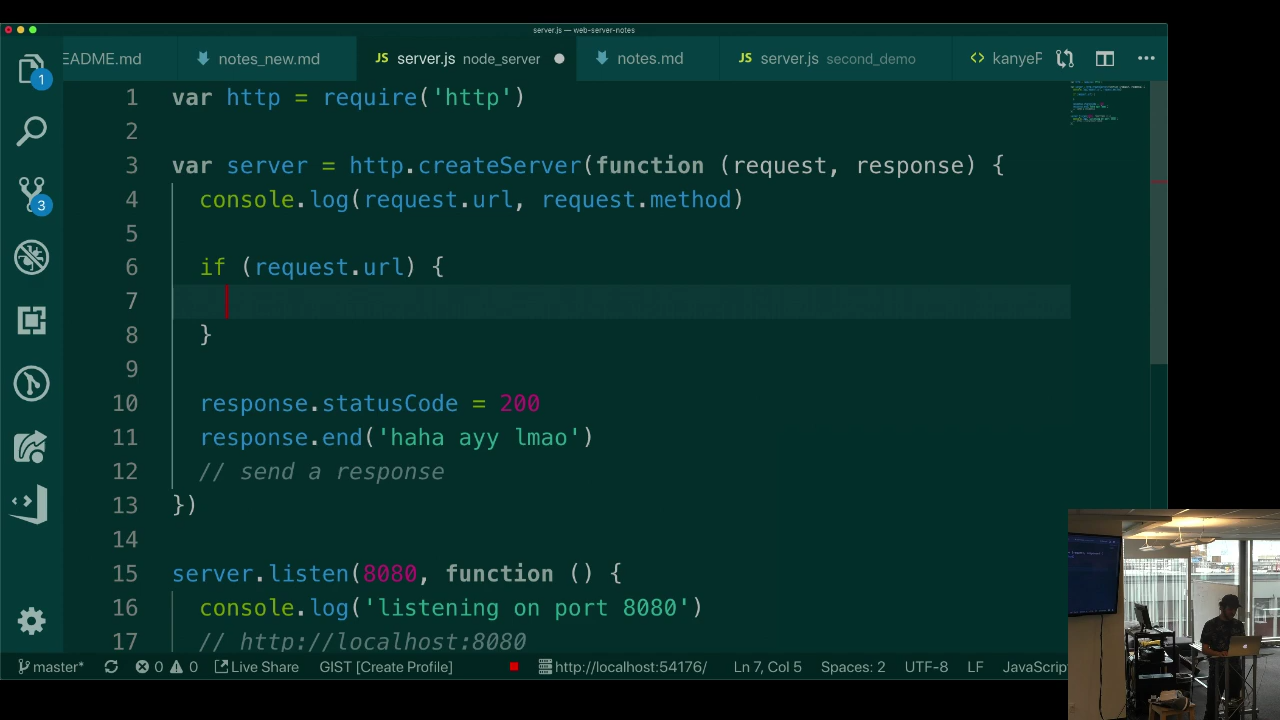 server.js — web-server-notes
EADME.md
notes_new.md
JS server.js node_server
notes.md
JS server.js second_demo
<> kanyeF
1
3
1 var http = require('http')
2
3 var server = http.createServer(function (request, response) {
4 console.log(request.url, request.method)
5
6 if (request.url) {
7
8 }
9
10 response.statusCode = 200
11 response.end('haha ayy lmao')
12 // send a response
13 })
14
15 server.listen(8080, function () {
16 console.log('listening on port 8080')
17 // http://localhost:8080
master* 0 0 Live Share GIST [Create Profile] http://localhost:54176/ Ln 7, Col 5 Spaces: 2 UTF-8 LF JavaScrip